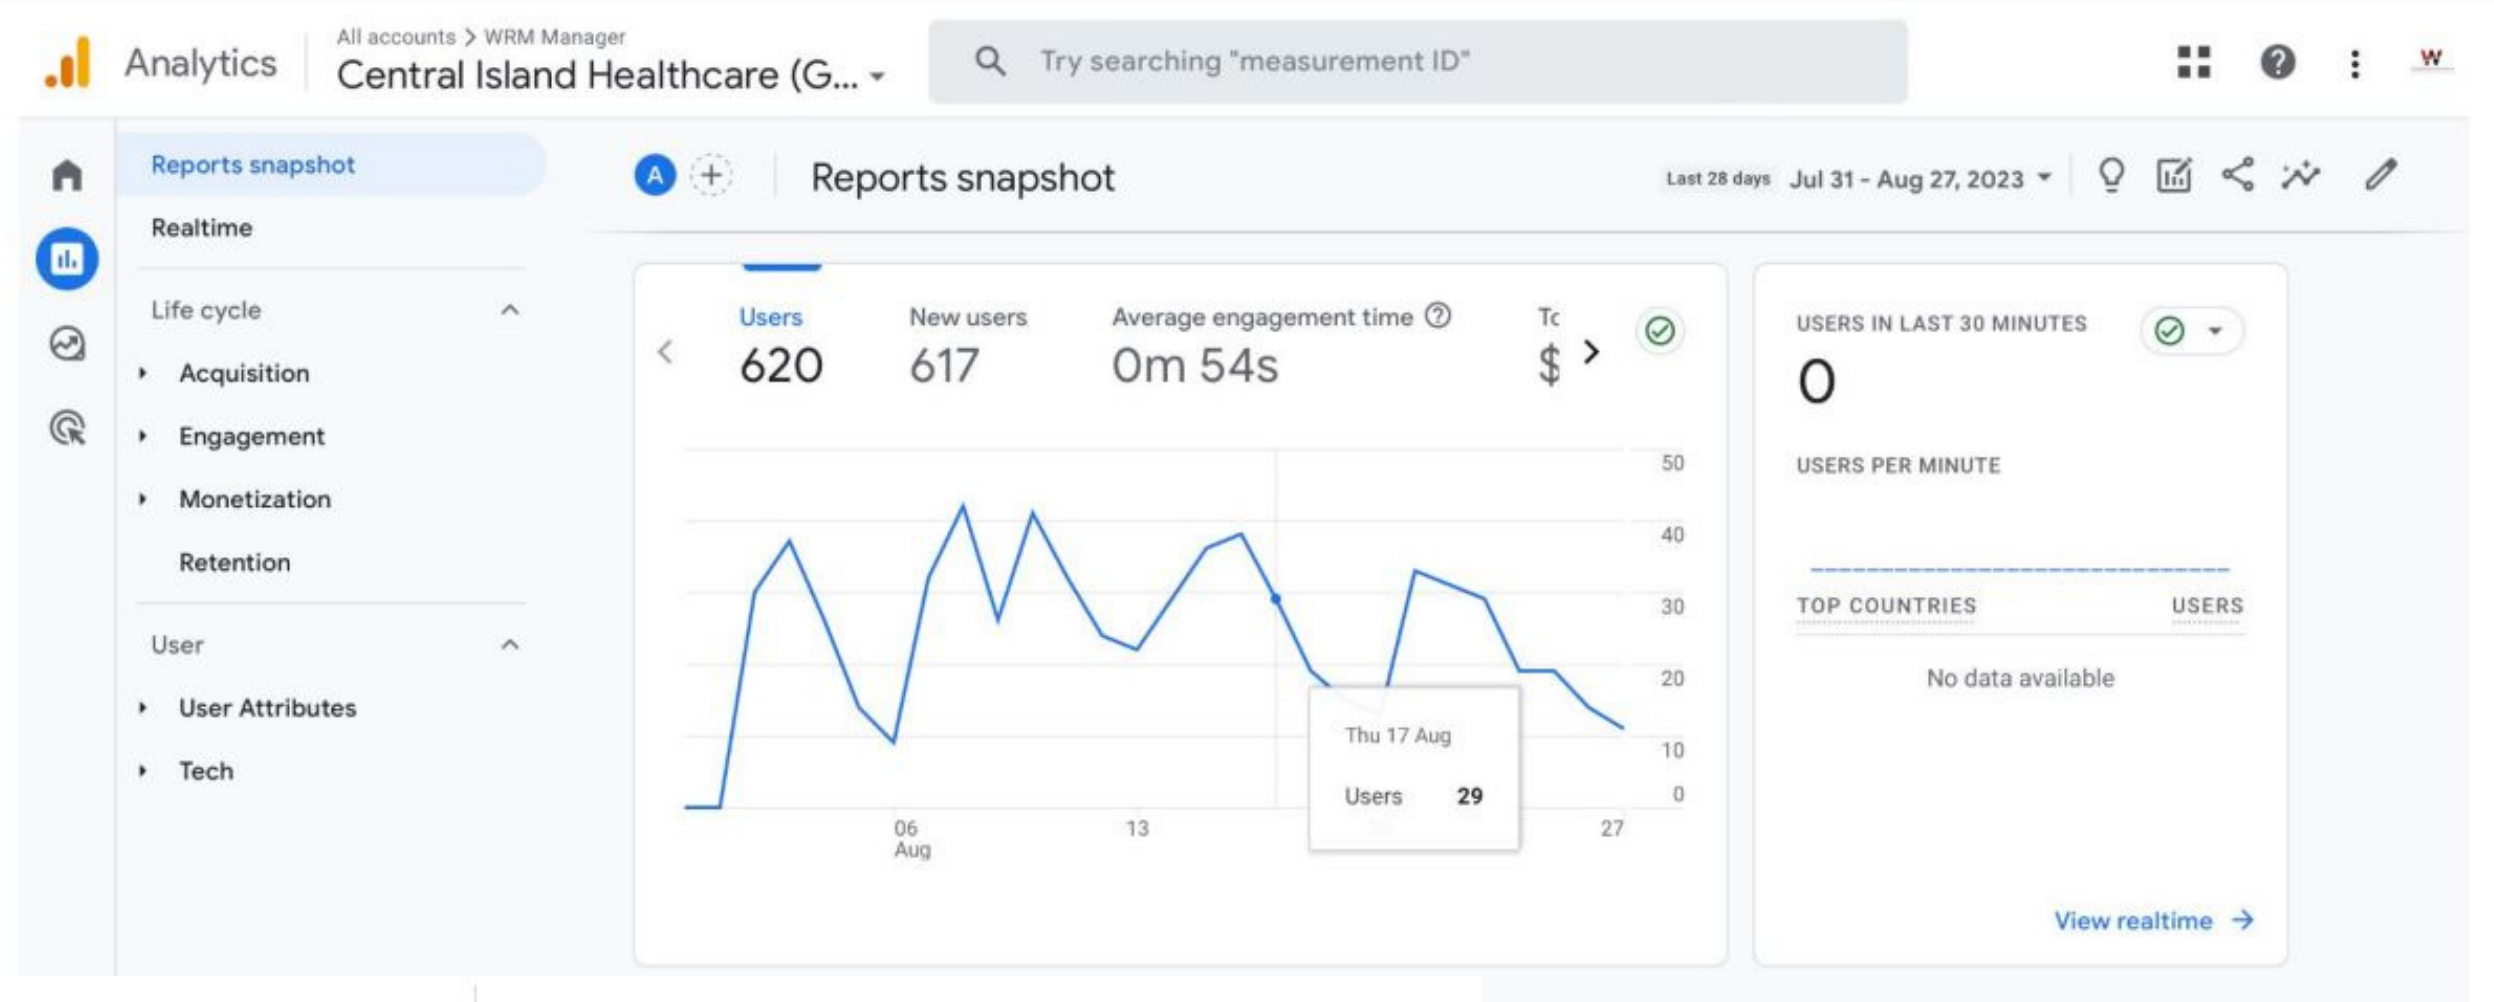 All accounts > WRM Manager
Analytics
Central Island Healthcare (G...
Try searching "measurement ID"
W
Reports snapshot
Realtime
Life cycle
Acquisition
Engagement
Monetization
Retention
User
User Attributes
Tech
A
Reports snapshot
Last 28 days Jul 31 - Aug 27, 2023
Users
620
New users
617
Average engagement time
0m 54s
To
$
50
40
30
20
10
0
06
Aug
13
27
Thu 17 Aug
Users 29
USERS IN LAST 30 MINUTES
0
USERS PER MINUTE
TOP COUNTRIES USERS
No data available
View realtime